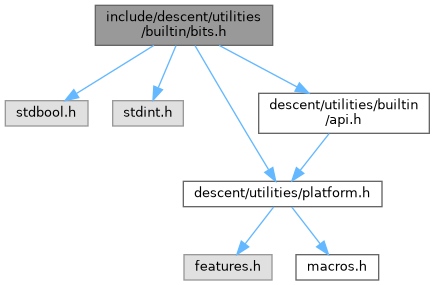 include/descent/utilities
/builtin/bits.h
stdbool.h
stdint.h
descent/utilities/builtin
/api.h
descent/utilities/platform.h
features.h
macros.h